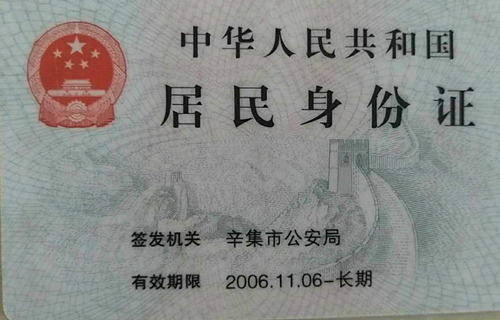 中华人民共和国
居民身份证
签发机关 辛集市公安局
有效期限 2006.11.06-长期